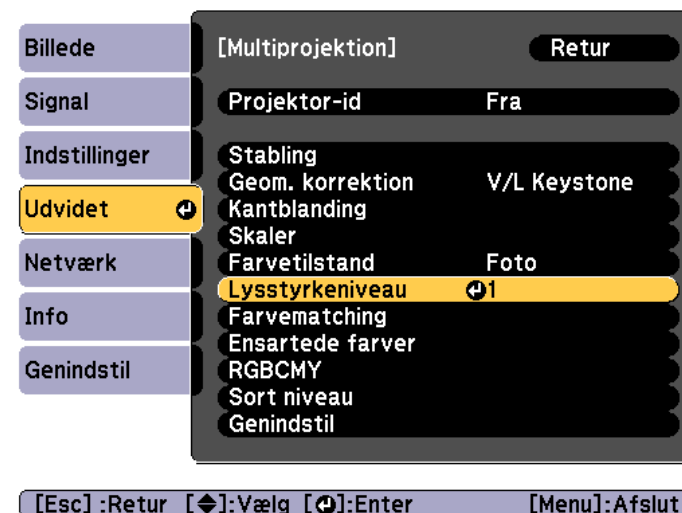 Billede
Signal
Indstillinger
Udvidet
Netværk
Info
Genindstil
[Multiprojektion] Retur
Projektor-id Fra
Stabling
Geom. korrektion V/L Keystone
Kantblanding
Skaler
Farvetilstand Foto
Lysstyrkeniveau 1
Farvematching
Ensartede farver
RGBCMY
Sort niveau
Genindstil
[Esc] :Retur [◆]:Vælg [⏎]:Enter [Menu]:Afslut